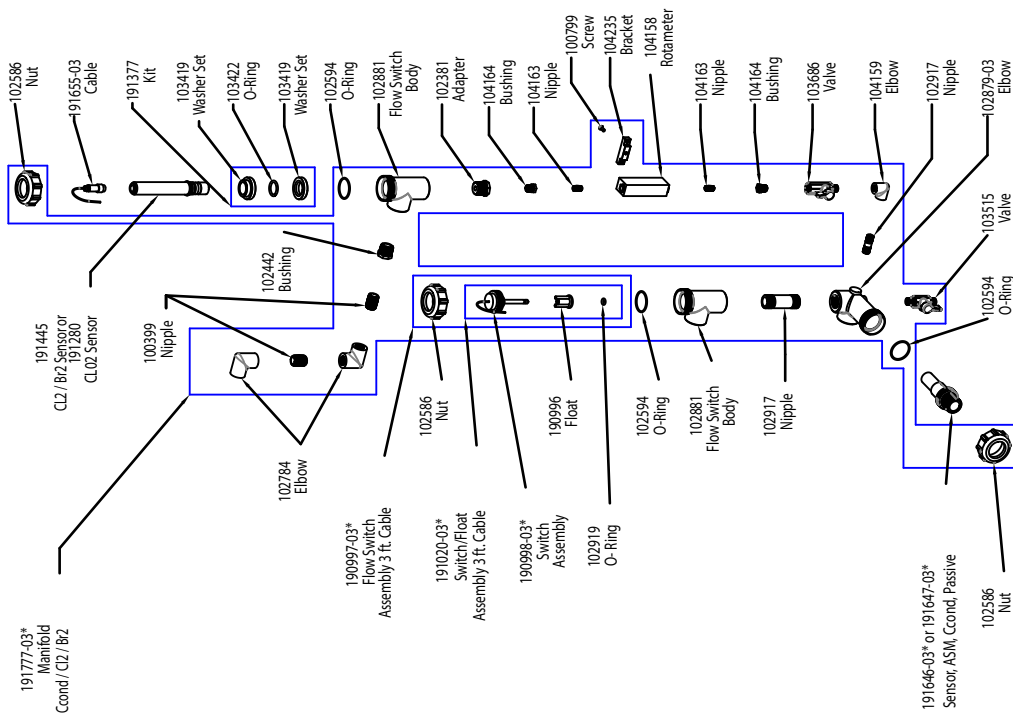 102586
Nut
191655-03
Cable
191377
Kit
103419
Washer Set
103422
O-Ring
103419
Washer Set
102594
O-Ring
102881
Flow Switch
Body
102381
Adapter
104164
Bushing
104163
Nipple
100799
Screw
104235
Bracket
104158
Rotameter
104163
Nipple
104164
Bushing
103686
Valve
104159
Elbow
102917
Nipple
102879-03
Elbow
103515
Valve
102594
O-Ring
191445
CL2 / Br2 Sensor or
191280
CL02 Sensor
100399
Nipple
102442
Bushing
102784
Elbow
102586
Nut
190996
Float
102594
O-Ring
102881
Flow Switch
Body
102917
Nipple
190997-03*
Flow Switch
Assembly 3 ft. Cable
191020-03*
Switch/Float
Assembly 3 ft. Cable
190998-03*
Switch
Assembly
102919
O- Ring
191777-03*
Manifold
Ccond / Cl2 / Br2
191646-03* or 191647-03*
Sensor, ASM, Ccond, Passive
102586
Nut